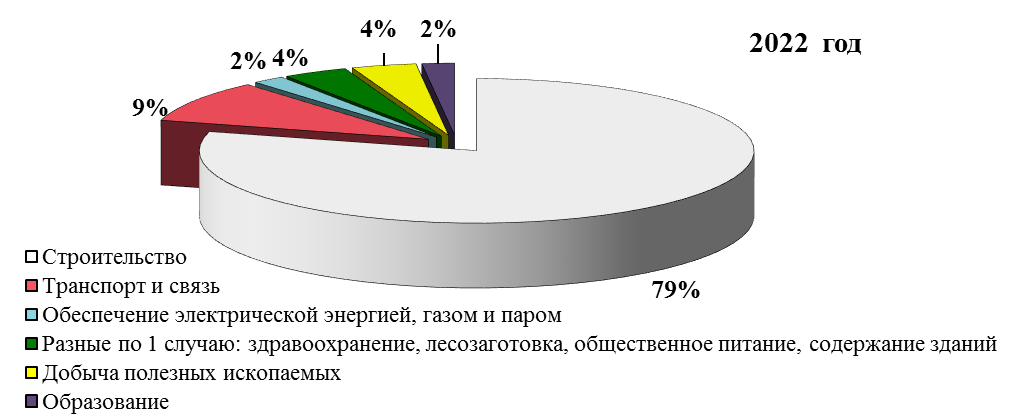 4%
2%
2022 год
2%
4%
9%
Строительство
79%
Транспорт и связь
Обеспечение электрической энергией, газом и паром
Разные по 1 случаю: здравоохранение, лесозаготовка, общественное питание, содержание зданий
Добыча полезных ископаемых
Образование